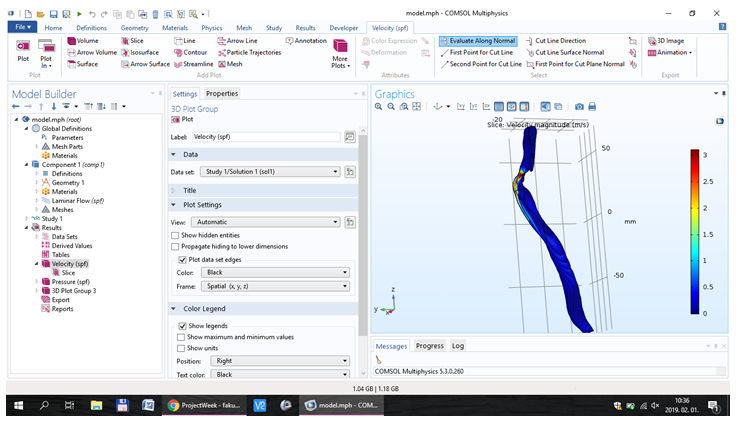 model.mph - COMSOL Multiphysics
File Home Definitions Geometry Materials Physics Mesh Study Results Developer Velocity (spf)
Volume Slice Line Arrow Line Annotation Color Expression Evaluate Along Normal Cut Line Direction 3D Image
Arrow Volume Isosurface Contour Particle Trajectories Deformation First Point for Cut Line Cut Line Surface Normal Animation
Surface Arrow Surface Streamline Mesh Second Point for Cut Line First Point for Cut Plane Normal
Plot Plot In More Plots
Plot Add Plot Attributes Select Export
Model Builder
model.mph (root)
Global Definitions
Parameters
Mesh Parts
Materials
Component 1 (comp1)
Definitions
Geometry 1
Materials
Laminar Flow (spf)
Meshes
Study 1
Results
Data Sets
Derived Values
Tables
Velocity (spf)
Slice
Pressure (spf)
3D Plot Group 3
Export
Reports
Settings Properties
3D Plot Group
Plot
Label: Velocity (spf)
Data
Data set: Study 1/Solution 1 (sol1)
Title
Plot Settings
View: Automatic
Show hidden entities
Propagate hiding to lower dimensions
Plot data set edges
Color: Black
Frame: Spatial (x, y, z)
Color Legend
Show legends
Show maximum and minimum values
Show units
Position: Right
Text color: Black
Graphics
Slice: Velocity magnitude (m/s)
-20
50
0
mm
-50
3
2.5
2
1.5
1
0.5
0
z
y
x
Messages Progress Log
COMSOL Multiphysics 5.3.0.260
1.04 GB | 1.18 GB
ProjectWeek - faku... model.mph - COM...
10:36
2019. 02. 01.